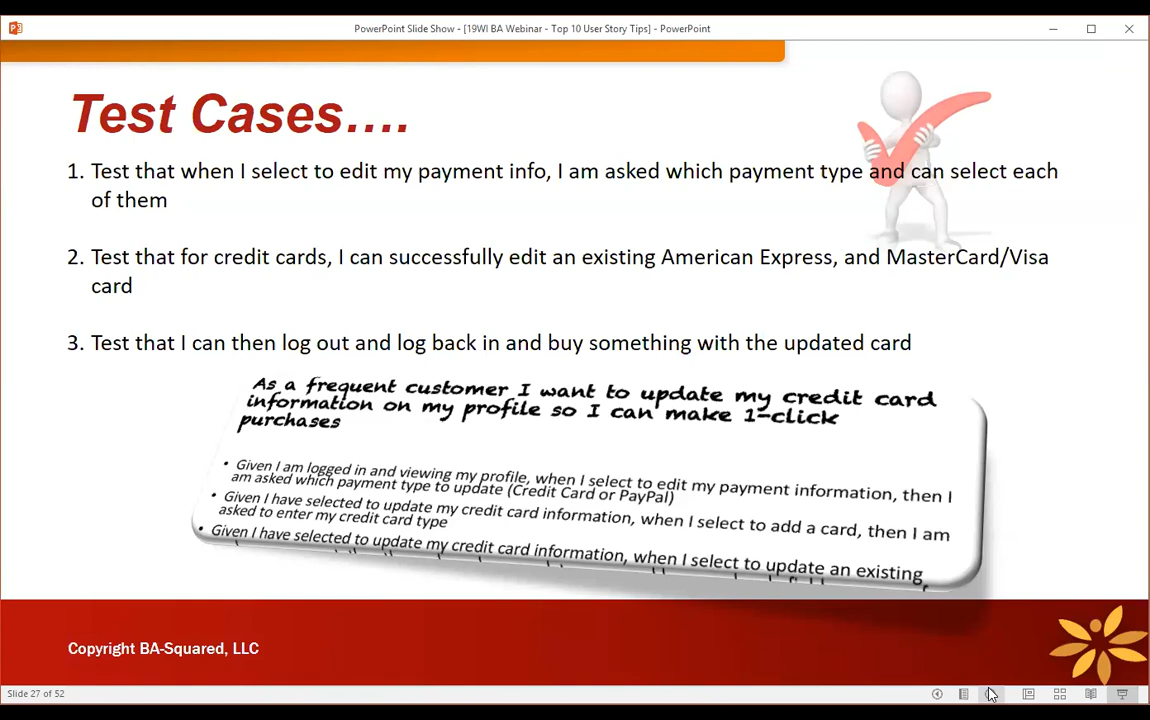 PowerPoint Slide Show - [19WI BA Webinar - Top 10 User Story Tips] - PowerPoint
Test Cases….
1. Test that when I select to edit my payment info, I am asked which payment type and can select each
of them
2. Test that for credit cards, I can successfully edit an existing American Express, and MasterCard/Visa
card
3. Test that I can then log out and log back in and buy something with the updated card
As a frequent customer I want to update my credit card
information on my profile so I can make 1-click
purchases
• Given I am logged in and viewing my profile, when I select to edit my payment information, then I
am asked which payment type to update (Credit Card or PayPal)
• Given I have selected to update my credit card information, when I select to add a card, then I am
asked to enter my credit card type
• Given I have selected to update my credit card information, when I select to update an existing
Copyright BA-Squared, LLC
Slide 27 of 52